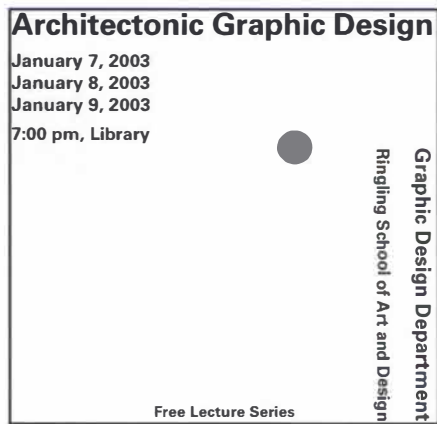 Architectonic Graphic Design
January 7, 2003
January 8, 2003
January 9, 2003
7:00 pm, Library
Graphic Design Department
Ringling School of Art and Design
Free Lecture Series